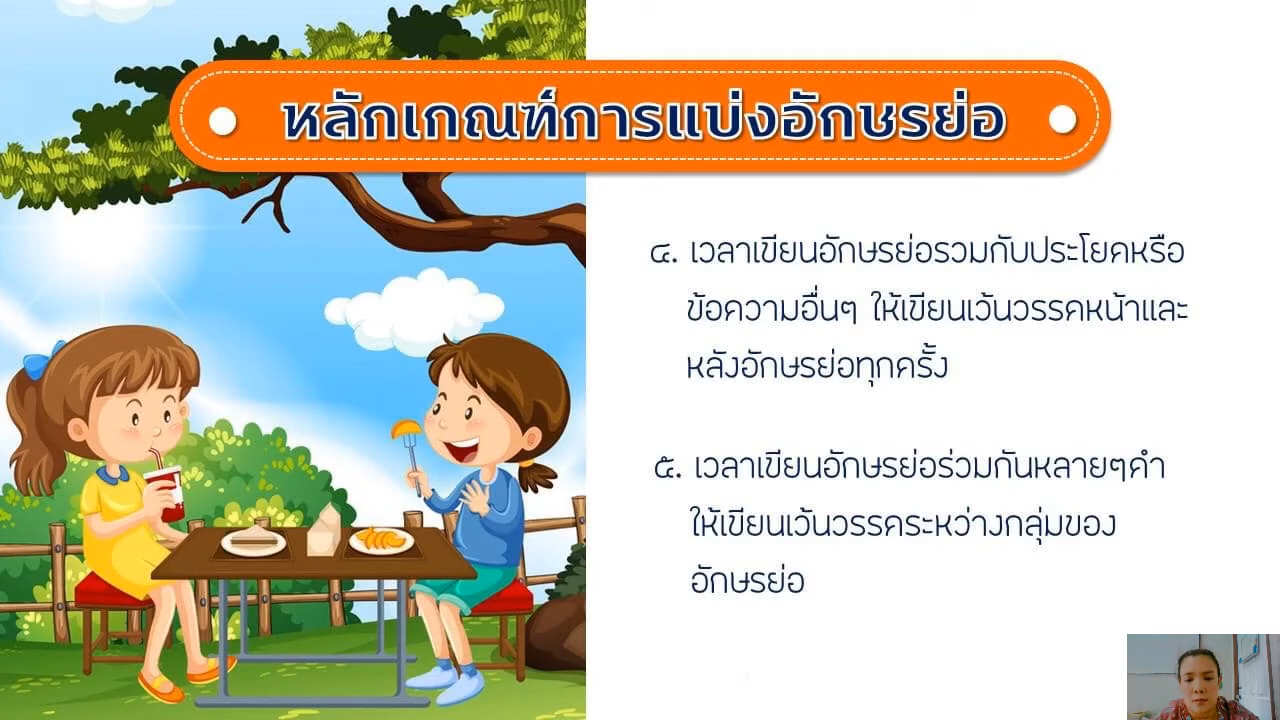 หลักเกณฑ์การแบ่งอักษรย่อ
๔. เวลาเขียนอักษรย่อรวมกับประโยคหรือ
ข้อความอื่นๆ ให้เขียนเว้นวรรคหน้าและ
หลังอักษรย่อทุกครั้ง
๕. เวลาเขียนอักษรย่อร่วมกันหลายๆคำ
ให้เขียนเว้นวรรคระหว่างกลุ่มของ
อักษรย่อ